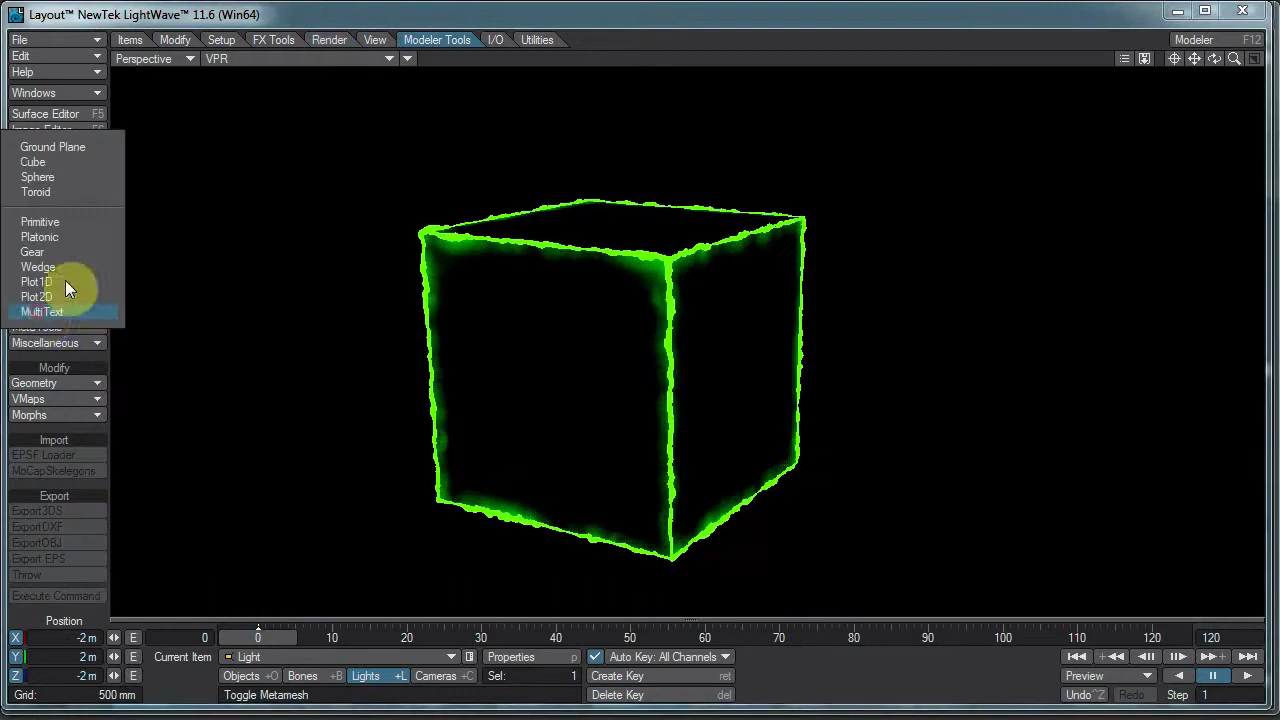 Layout™ NewTek LightWave™ 11.6 (Win64)
File Items Modify Setup FX Tools Render View Modeler Tools I/O Utilities Modeler F12
Edit Perspective VPR
Help
Windows
Surface Editor F5
Image Editor F6
Ground Plane
Cube
Sphere
Toroid
Primitive
Platonic
Gear
Wedge
Plot1D
Plot2D
MultiText
Miscellaneous
Modify
Geometry
VMaps
Morphs
Import
EPSF Loader
MoCapSkelegons
Export
Export3DS
ExportDXF
ExportOBJ
Export EPS
Throw
Execute Command
Position
X -2 m E 0 0 10 20 30 40 50 60 70 80 90 100 110 120 120
Y 2 m E Current Item Light Properties p Auto Key: All Channels
Z -2 m E Objects +O Bones +B Lights +L Cameras +C Sel: 1 Create Key ret Preview
Grid: 500 mm Toggle Metamesh Delete Key del Undo ^Z Redo Step 1